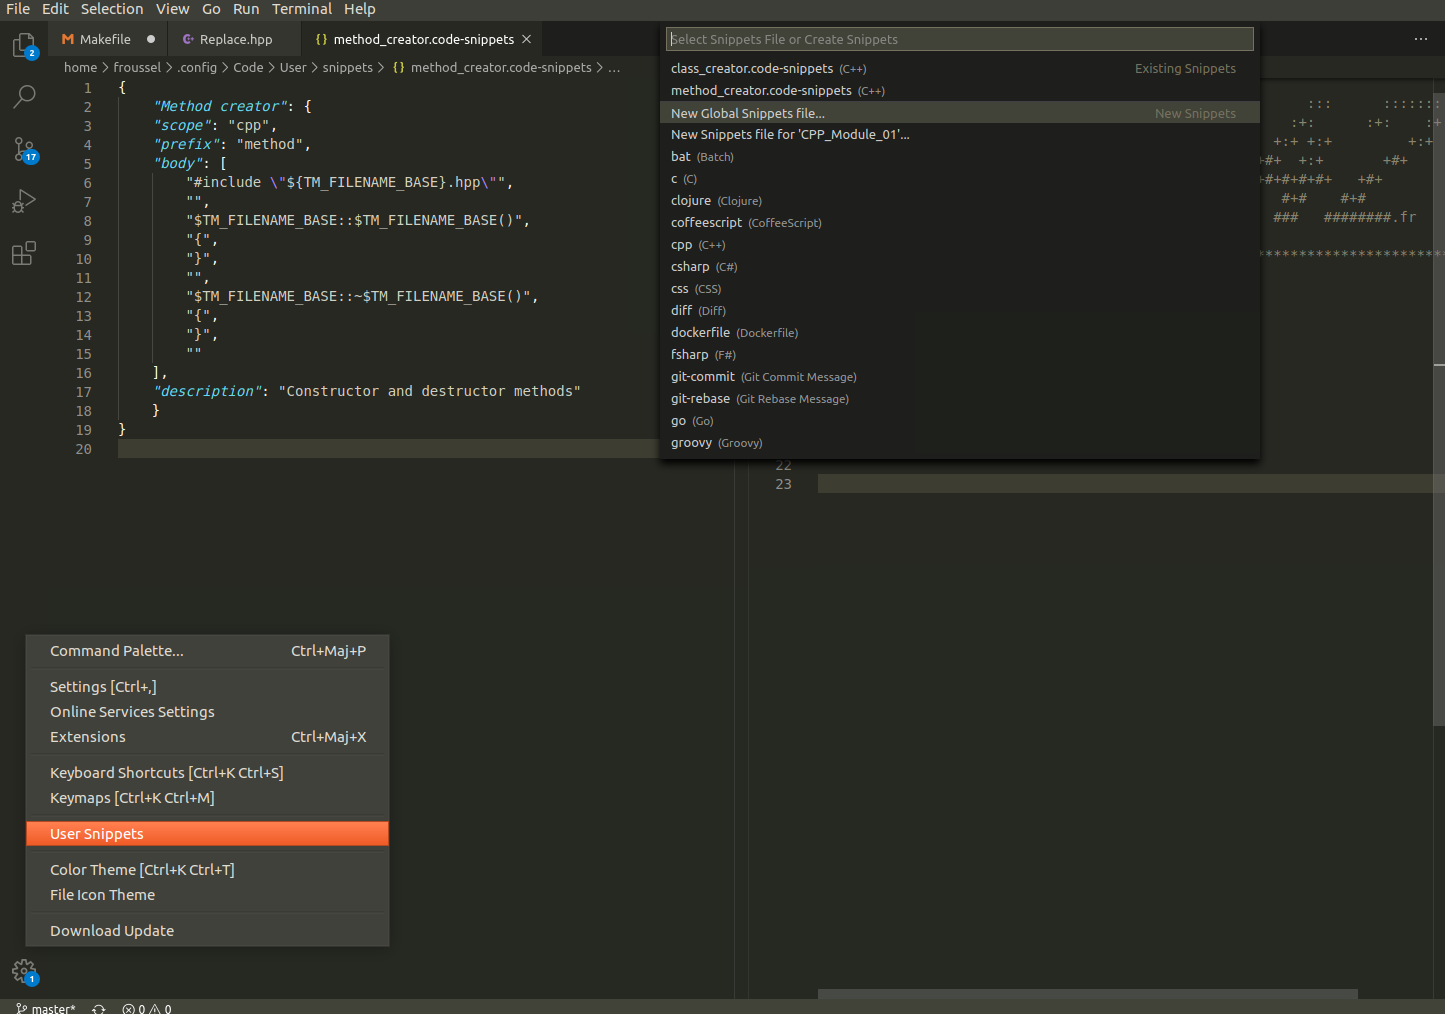 File Edit Selection View Go Run Terminal Help
2
Makefile
Replace.hpp
method_creator.code-snippets
home > froussel > .config > Code > User > snippets > {} method_creator.code-snippets > ...
1 {
2 "Method creator": {
3 "scope": "cpp",
4 "prefix": "method",
5 "body": [
6 "#include \"${TM_FILENAME_BASE}.hpp\"",
7 "",
8 "$TM_FILENAME_BASE::$TM_FILENAME_BASE()",
9 "{",
10 "}",
11 "",
12 "$TM_FILENAME_BASE::~$TM_FILENAME_BASE()",
13 "{",
14 "}",
15 ""
16 ],
17 "description": "Constructor and destructor methods"
18 }
19 }
20
17
Select Snippets File or Create Snippets
class_creator.code-snippets (C++) Existing Snippets
method_creator.code-snippets (C++)
New Global Snippets file... New Snippets
New Snippets file for 'CPP_Module_01'...
bat (Batch)
c (C)
clojure (Clojure)
coffeescript (CoffeeScript)
cpp (C++)
csharp (C#)
css (CSS)
diff (Diff)
dockerfile (Dockerfile)
fsharp (F#)
git-commit (Git Commit Message)
git-rebase (Git Rebase Message)
go (Go)
groovy (Groovy)
::: :::::::
:+: :+: :+
+:+ +:+ +:+
+#+ +:+ +#+
+#+#+#+#+ +#+
#+# #+#
### ########.fr
22
23
Command Palette... Ctrl+Maj+P
Settings [Ctrl+,]
Online Services Settings
Extensions Ctrl+Maj+X
Keyboard Shortcuts [Ctrl+K Ctrl+S]
Keymaps [Ctrl+K Ctrl+M]
User Snippets
Color Theme [Ctrl+K Ctrl+T]
File Icon Theme
Download Update
1
master* 0 0